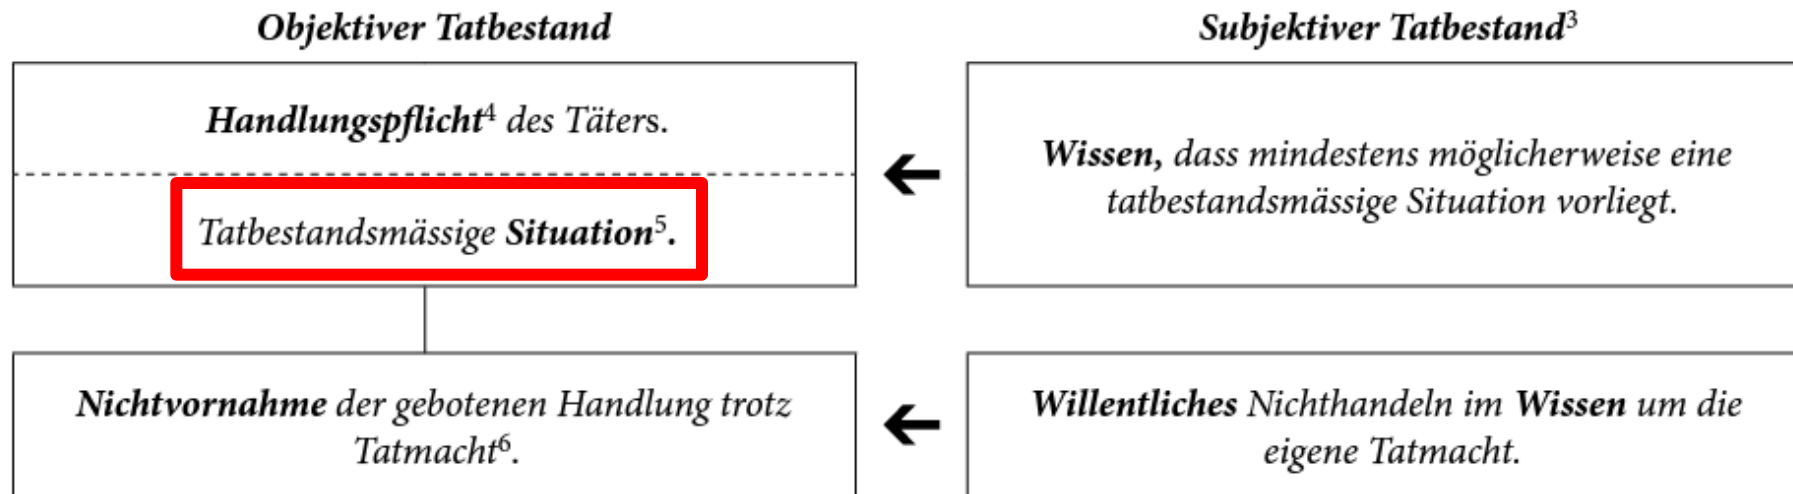 Objektiver Tatbestand
Handlungspflicht⁴ des Täters.
Tatbestandsmässige Situation⁵.
Nichtvornahme der gebotenen Handlung trotz
Tatmacht⁶.
Subjektiver Tatbestand³
Wissen, dass mindestens möglicherweise eine
tatbestandsmässige Situation vorliegt.
Willentliches Nichthandeln im Wissen um die
eigene Tatmacht.